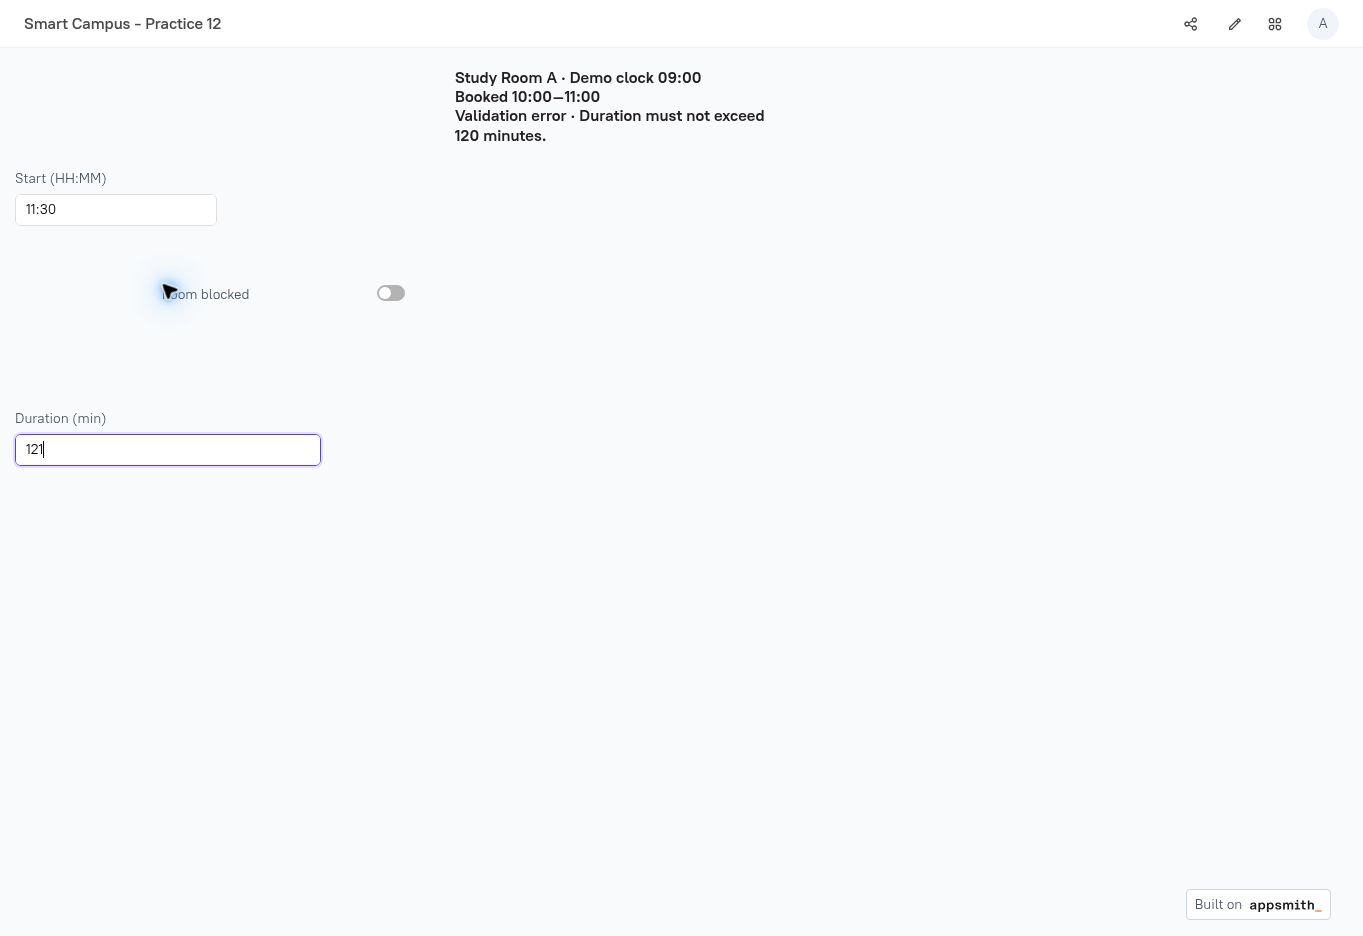 Smart Campus - Practice 12
A
Study Room A · Demo clock 09:00
Booked 10:00–11:00
Validation error · Duration must not exceed
120 minutes.
Start (HH:MM)
11:30
Room blocked
Duration (min)
121
Built on appsmith_